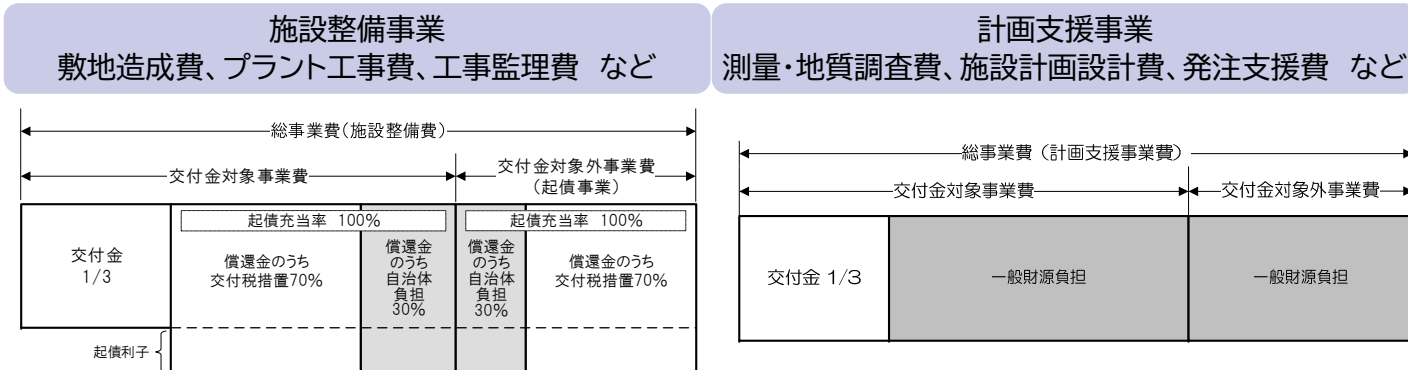 施設整備事業
敷地造成費、プラント工事費、工事監理費 など
総事業費(施設整備費)
交付金対象事業費
交付金対象外事業費
(起債事業)
起債充当率 100%
起債充当率 100%
交付金
1/3
償還金のうち
交付税措置70%
償還金
のうち
自治体
負担
30%
償還金
のうち
自治体
負担
30%
償還金のうち
交付税措置70%
起債利子
計画支援事業
測量・地質調査費、施設計画設計費、発注支援費 など
総事業費(計画支援事業費)
交付金対象事業費
交付金対象外事業費
交付金 1/3
一般財源負担
一般財源負担